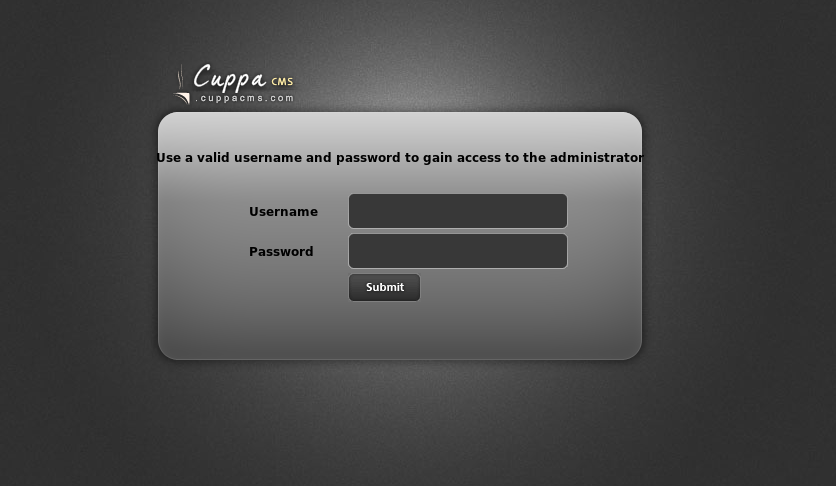 Cuppa CMS
.cuppacms.com
Use a valid username and password to gain access to the administrator
Username
Password
Submit